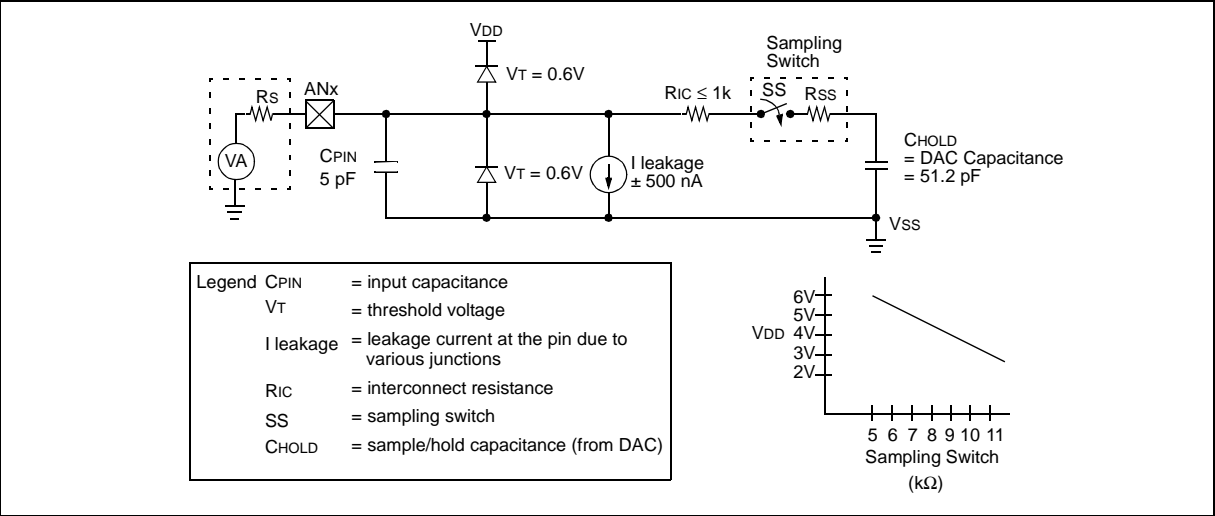 VDD
VT = 0.6V
Sampling
Switch
RS
ANx
RIC ≤ 1k
SS
RSS
VA
CPIN
5 pF
VT = 0.6V
I leakage
± 500 nA
CHOLD
= DAC Capacitance
= 51.2 pF
VSS
Legend CPIN = input capacitance
VT = threshold voltage
I leakage = leakage current at the pin due to
various junctions
RIC = interconnect resistance
SS = sampling switch
CHOLD = sample/hold capacitance (from DAC)
6V
5V
VDD 4V
3V
2V
5 6 7 8 9 10 11
Sampling Switch
(kΩ)